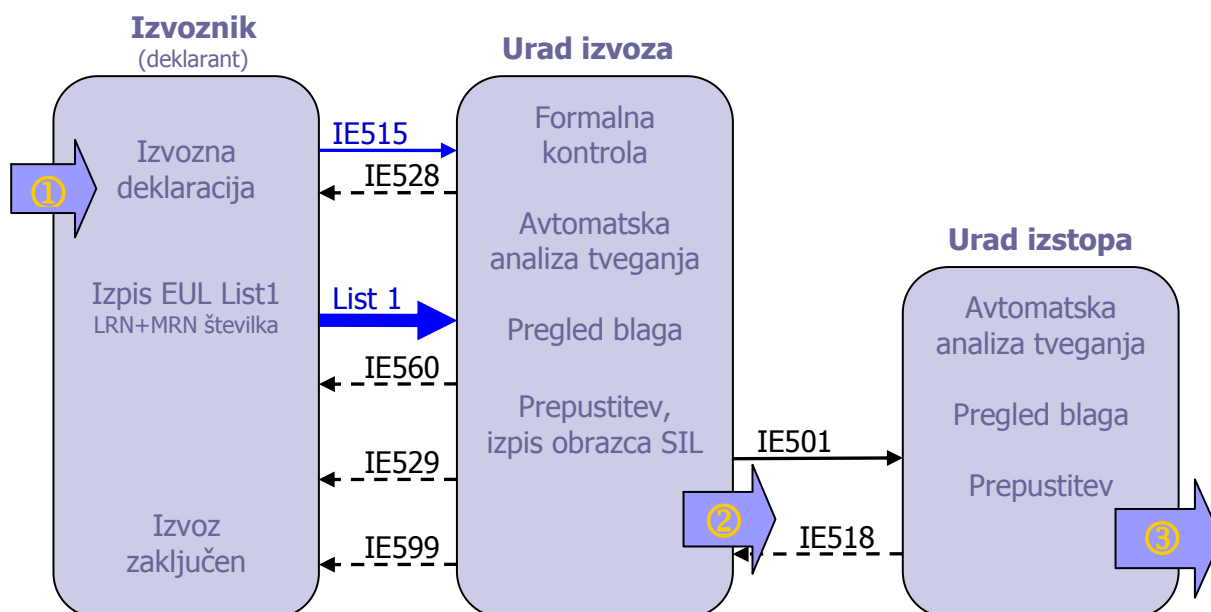 Izvoznik
(deklarant)
Izvozna
deklaracija
Izpis EUL List1
LRN+MRN številka
Izvoz
zaključen
①
IE515
IE528
List 1
IE560
IE529
IE599
Urad izvoza
Formalna
kontrola
Avtomatska
analiza tveganja
Pregled blaga
Prepustitev,
izpis obrazca SIL
②
IE501
IE518
Urad izstopa
Avtomatska
analiza tveganja
Pregled blaga
Prepustitev
③